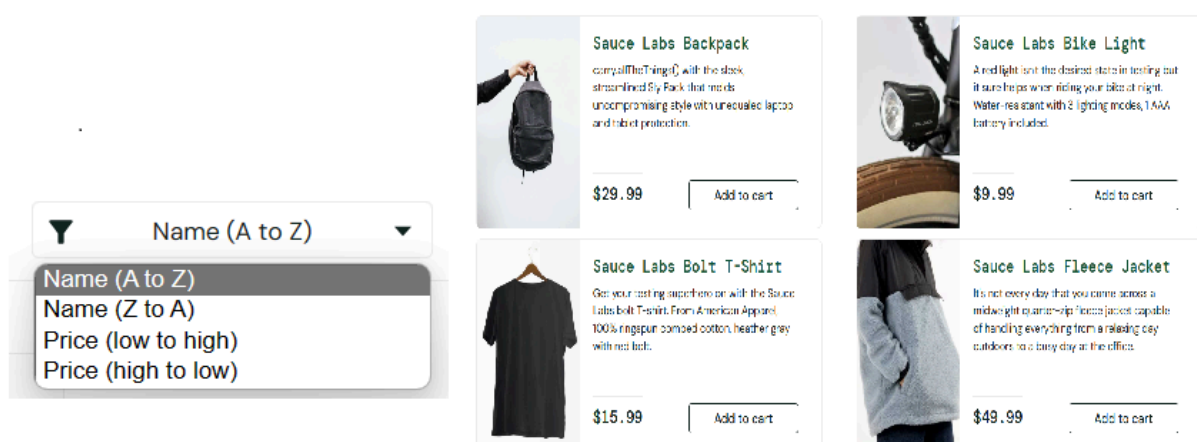 Name (A to Z)
Name (A to Z)
Name (Z to A)
Price (low to high)
Price (high to low)
Sauce Labs Backpack
carry.allTheThings() with the sleek,
streamlined Sly Pack that melds
uncompromising style with unequaled laptop
and tablet protection.
$29.99
Add to cart
Sauce Labs Bike Light
A red light isn't the desired state in testing but
it sure helps when riding your bike at night.
Water-resistant with 3 lighting modes, 1 AAA
battery included.
$9.99
Add to cart
Sauce Labs Bolt T-Shirt
Get your testing superhero on with the Sauce
Labs bolt T-shirt. From American Apparel,
100% ringspun combed cotton, heather gray
with red bolt.
$15.99
Add to cart
Sauce Labs Fleece Jacket
It's not every day that you come across a
midweight quarter-zip fleece jacket capable
of handling everything from a relaxing day
outdoors to a busy day at the office.
$49.99
Add to cart